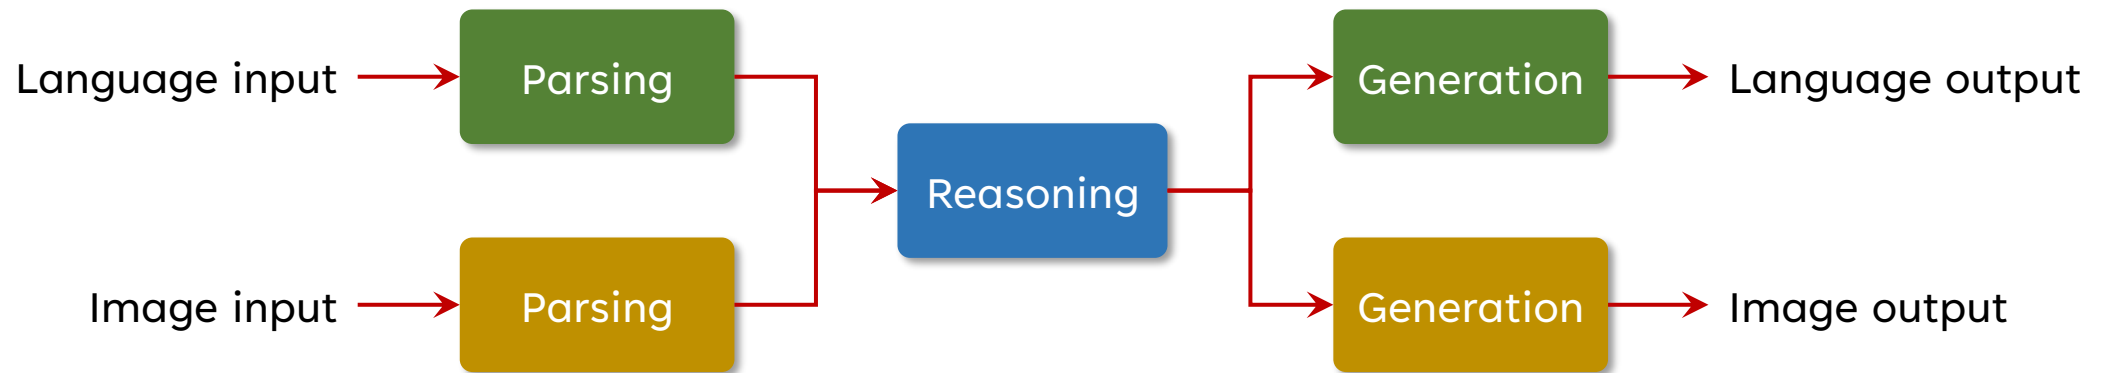 Language input
Parsing
Generation
Language output
Reasoning
Image input
Parsing
Generation
Image output